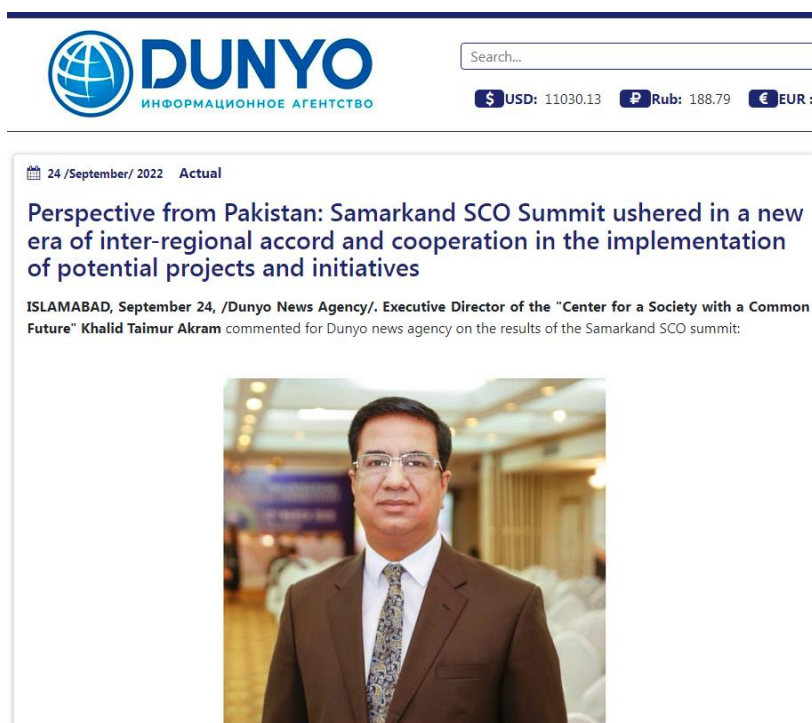 DUNYO
ИНФОРМАЦИОННОЕ АГЕНТСТВО
Search...
$ USD: 11030.13 ₽ Rub: 188.79 € EUR :
24 /September/ 2022 Actual
Perspective from Pakistan: Samarkand SCO Summit ushered in a new
era of inter-regional accord and cooperation in the implementation
of potential projects and initiatives
ISLAMABAD, September 24, /Dunyo News Agency/. Executive Director of the "Center for a Society with a Common
Future" Khalid Taimur Akram commented for Dunyo news agency on the results of the Samarkand SCO summit: